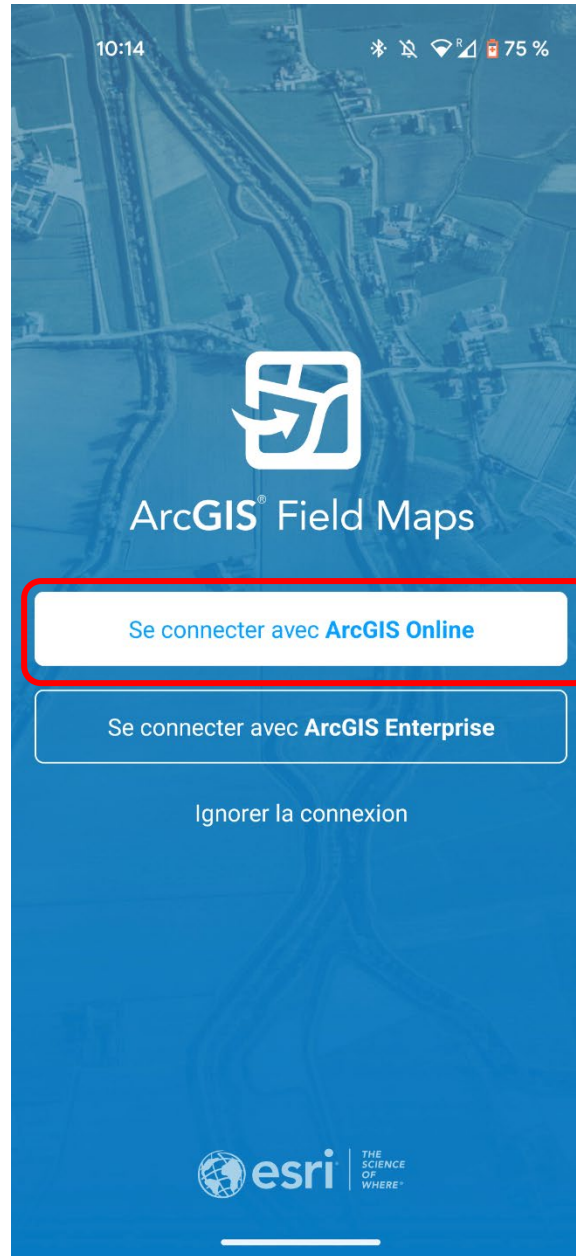 10:14 R 75 %
ArcGIS® Field Maps
Se connecter avec ArcGIS Online
Se connecter avec ArcGIS Enterprise
Ignorer la connexion
esri
THE
SCIENCE
OF
WHERE®